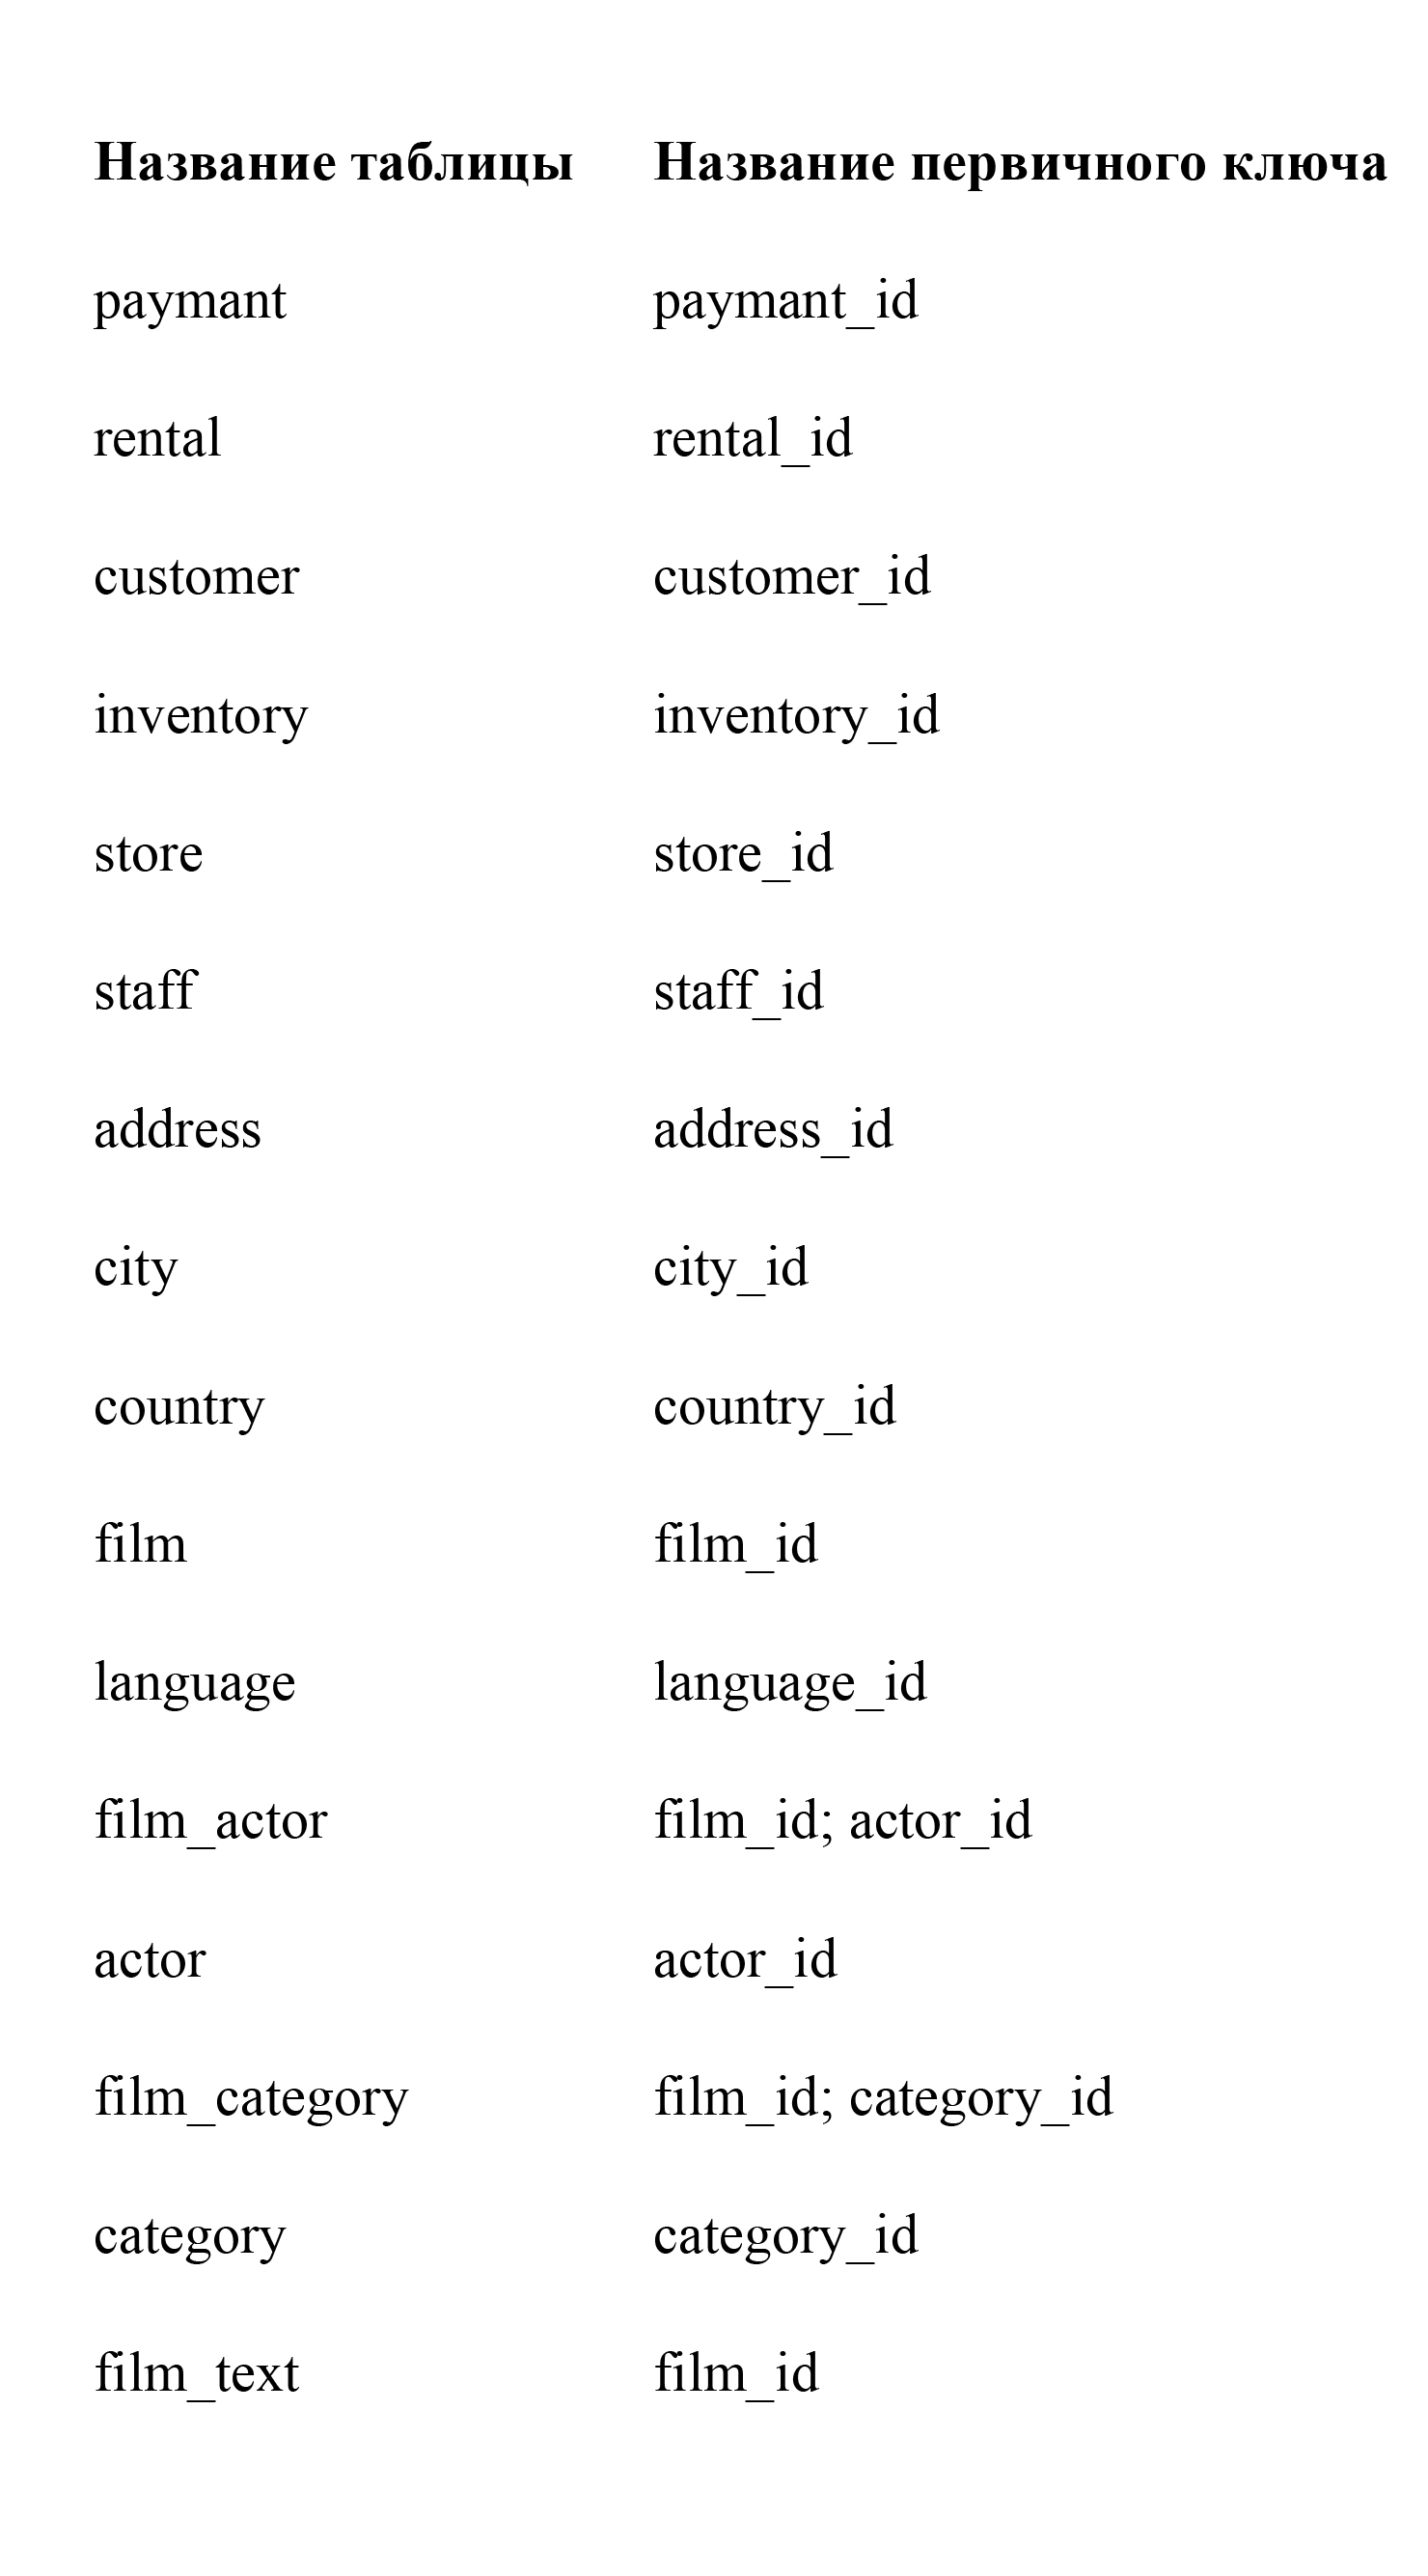 Название таблицы Название первичного ключа
paymant paymant_id
rental rental_id
customer customer_id
inventory inventory_id
store store_id
staff staff_id
address address_id
city city_id
country country_id
film film_id
language language_id
film_actor film_id; actor_id
actor actor_id
film_category film_id; category_id
category category_id
film_text film_id